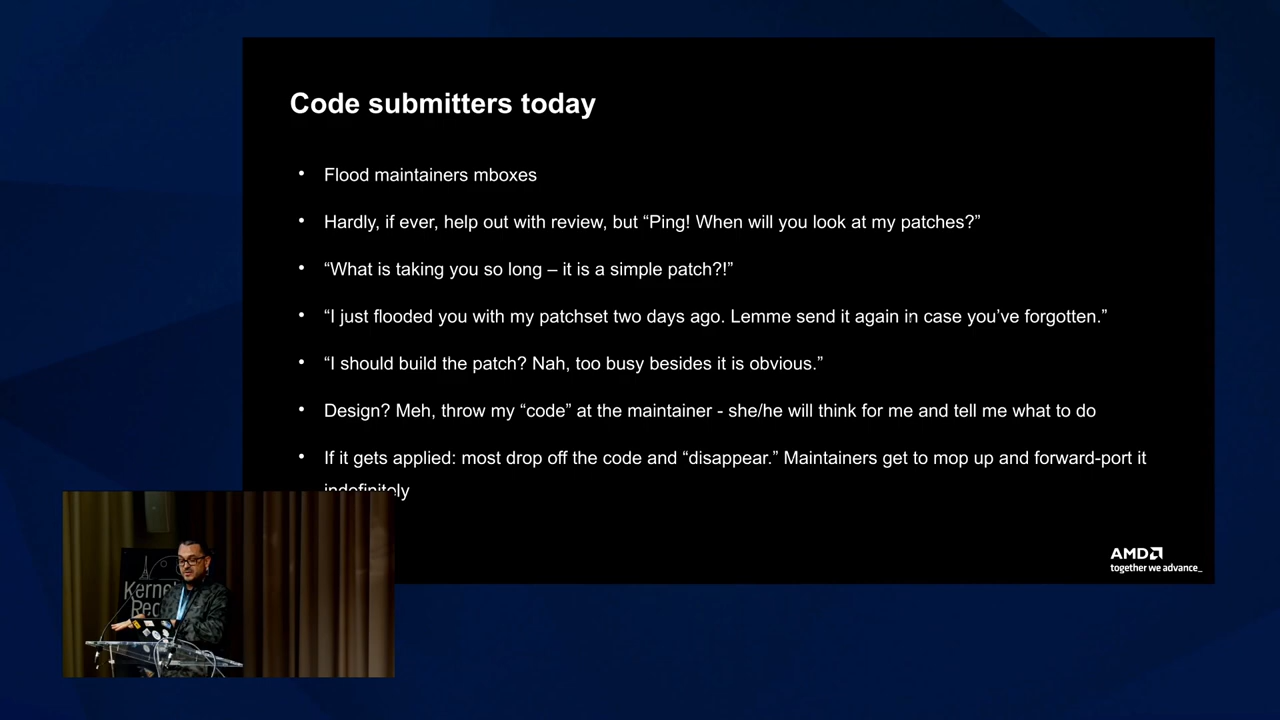 Code submitters today
• Flood maintainers mboxes
• Hardly, if ever, help out with review, but “Ping! When will you look at my patches?”
• “What is taking you so long – it is a simple patch?!”
• “I just flooded you with my patchset two days ago. Lemme send it again in case you’ve forgotten.”
• “I should build the patch? Nah, too busy besides it is obvious.”
• Design? Meh, throw my “code” at the maintainer - she/he will think for me and tell me what to do
• If it gets applied: most drop off the code and “disappear.” Maintainers get to mop up and forward-port it
indefinitely
AMD
together we advance_
Kernel
Rec